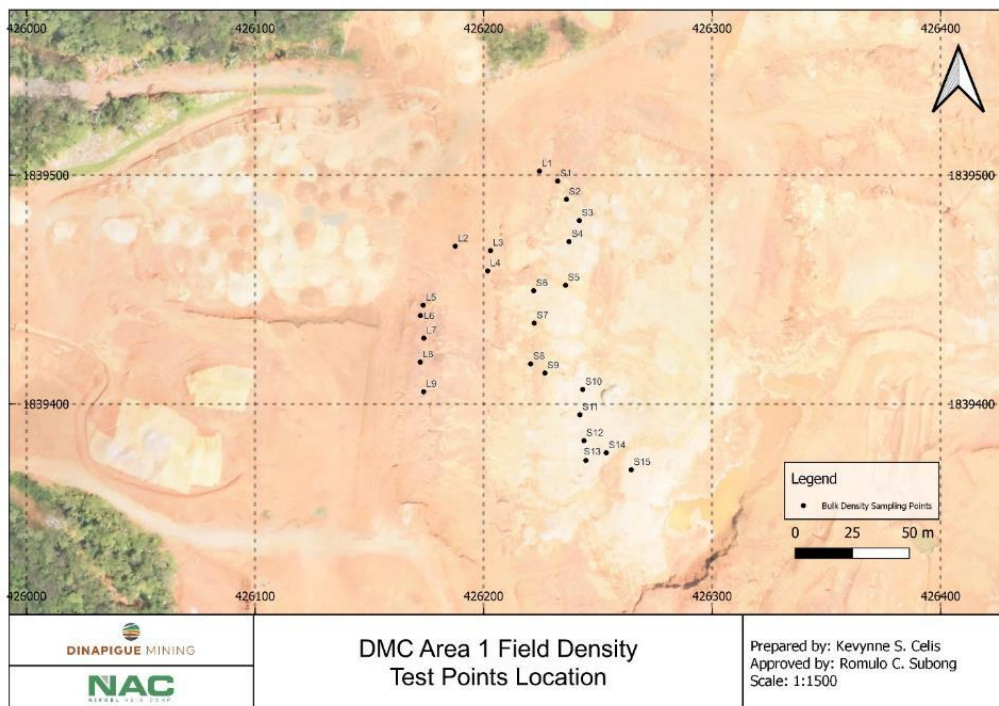 426000 426100 426200 426300 426400
1839500 1839500
L1
S1
S2
S3
S4
L2
L3
L4
S5
S6
L5
L6
S7
L7
L8
S8
S9
L9
S10
1839400 1839400
S11
S12
S14
S13
S15
Legend
Bulk Density Sampling Points
0 25 50 m
426000 426100 426200 426300 426400
DINAPIGUE MINING
NAC
NICKEL ASIA CORP.
DMC Area 1 Field Density
Test Points Location
Prepared by: Kevynne S. Celis
Approved by: Romulo C. Subong
Scale: 1:1500